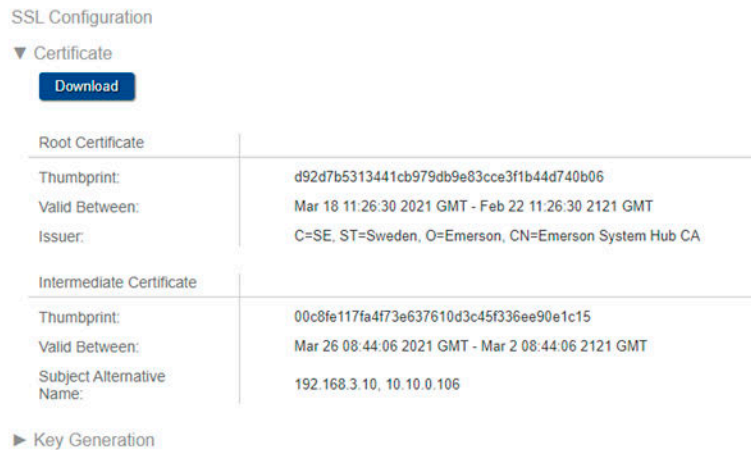 SSL Configuration
▼ Certificate
Download
Root Certificate
Thumbprint: d92d7b5313441cb979db9e83cce3f1b44d740b06
Valid Between: Mar 18 11:26:30 2021 GMT - Feb 22 11:26:30 2121 GMT
Issuer: C=SE, ST=Sweden, O=Emerson, CN=Emerson System Hub CA
Intermediate Certificate
Thumbprint: 00c8fe117fa4f73e637610d3c45f336ee90e1c15
Valid Between: Mar 26 08:44:06 2021 GMT - Mar 2 08:44:06 2121 GMT
Subject Alternative
Name: 192.168.3.10, 10.10.0.106
► Key Generation